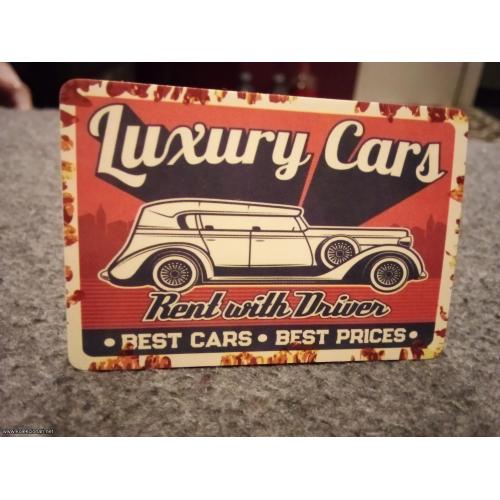 Luxury Cars
Rent with Driver
• BEST CARS • BEST PRICES •